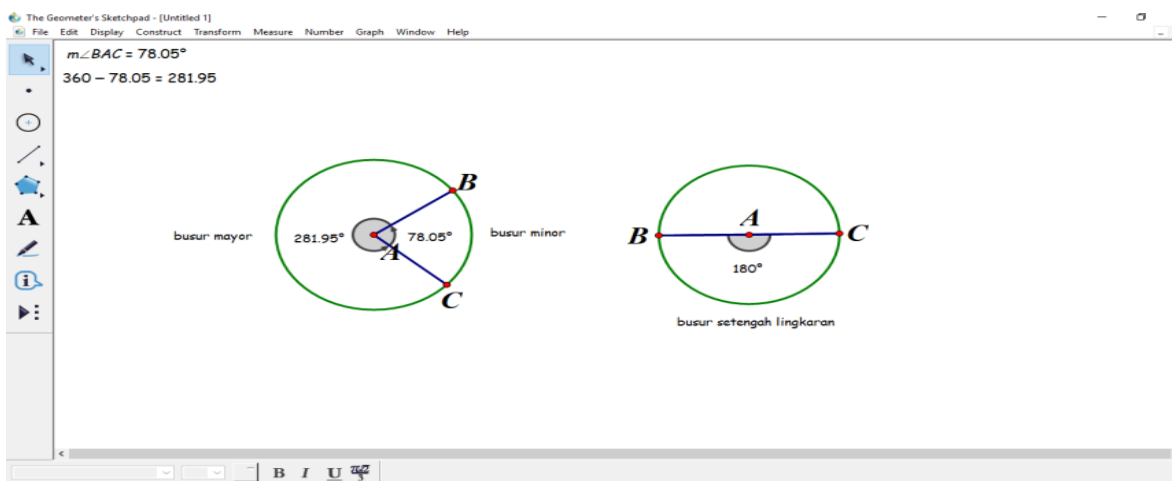 The Geometer's Sketchpad - [Untitled 1]
File Edit Display Construct Transform Measure Number Graph Window Help
m∠BAC = 78.05°
360 − 78.05 = 281.95
B
busur mayor 281.95° 78.05° busur minor
A
C
A
B C
180°
busur setengah lingkaran
A
B I U